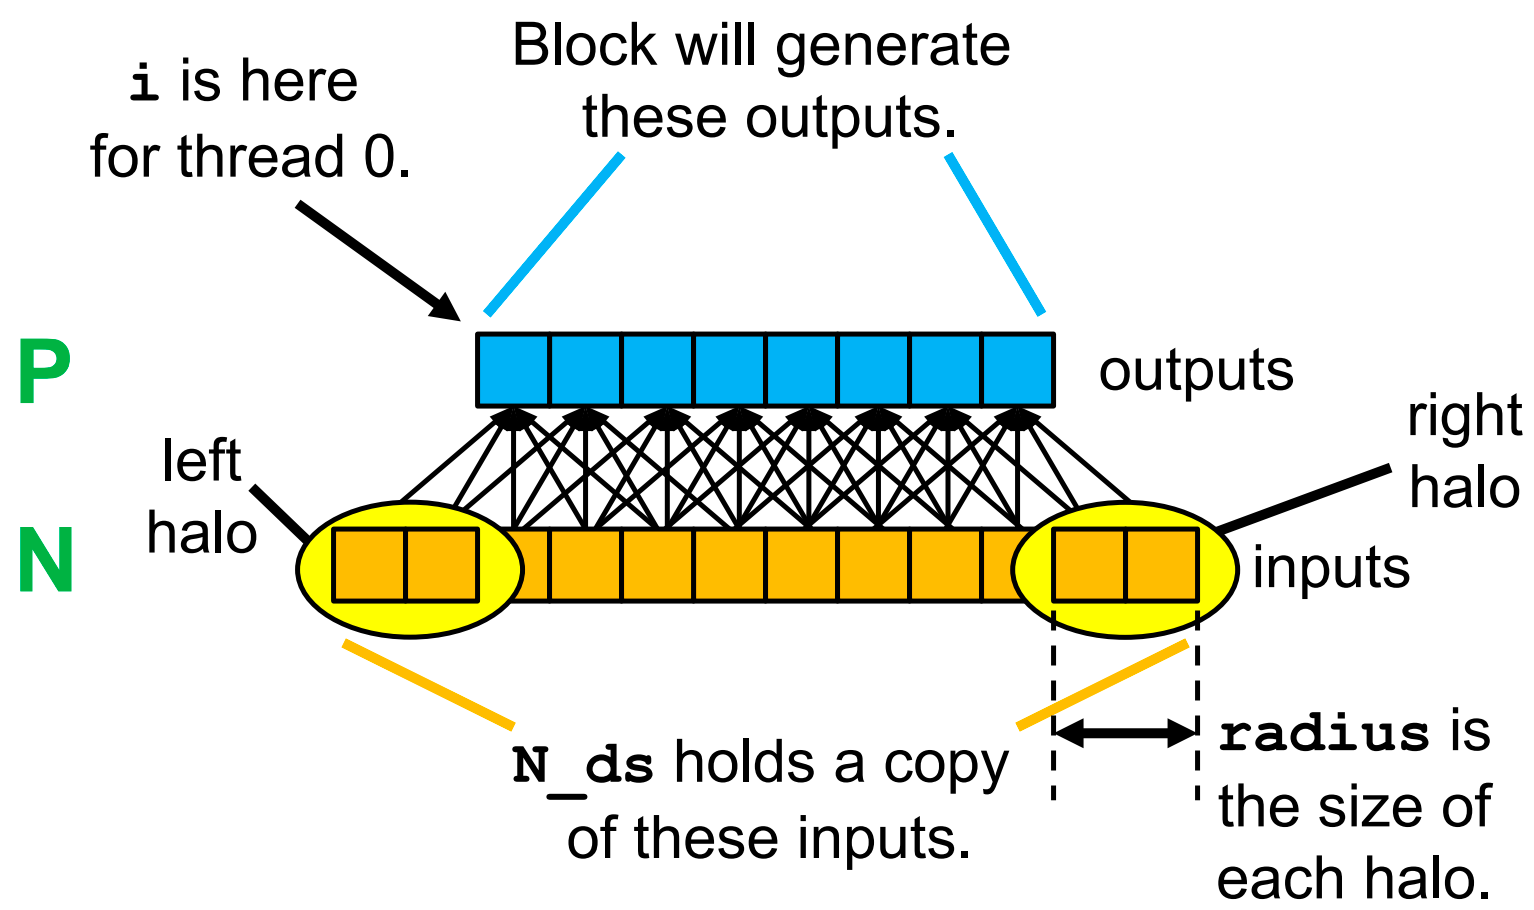 Block will generate
these outputs.
i is here
for thread 0.
P
outputs
left
halo
right
halo
N
inputs
N_ds holds a copy
of these inputs.
radius is
the size of
each halo.